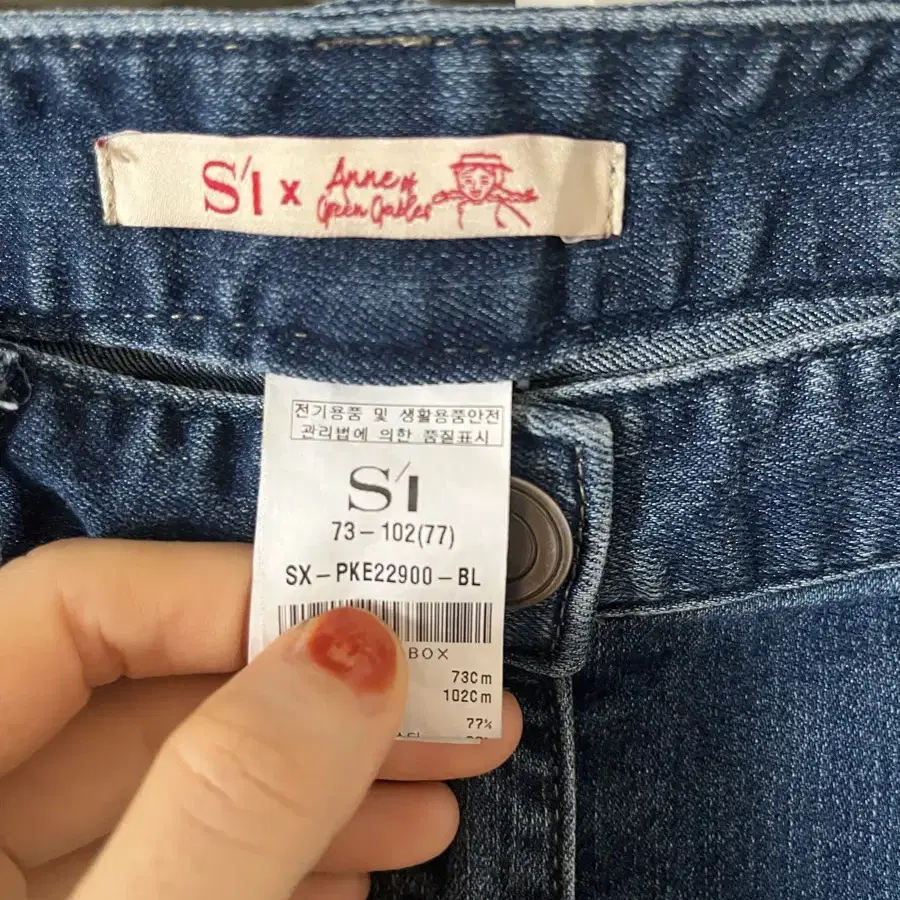 S'I x Anne of
Green Gables
전기용품 및 생활용품안전
관리법에 의한 품질표시
S'I
73-102(77)
SX-PKE22900-BL
BOX
73Cm
102Cm
77%